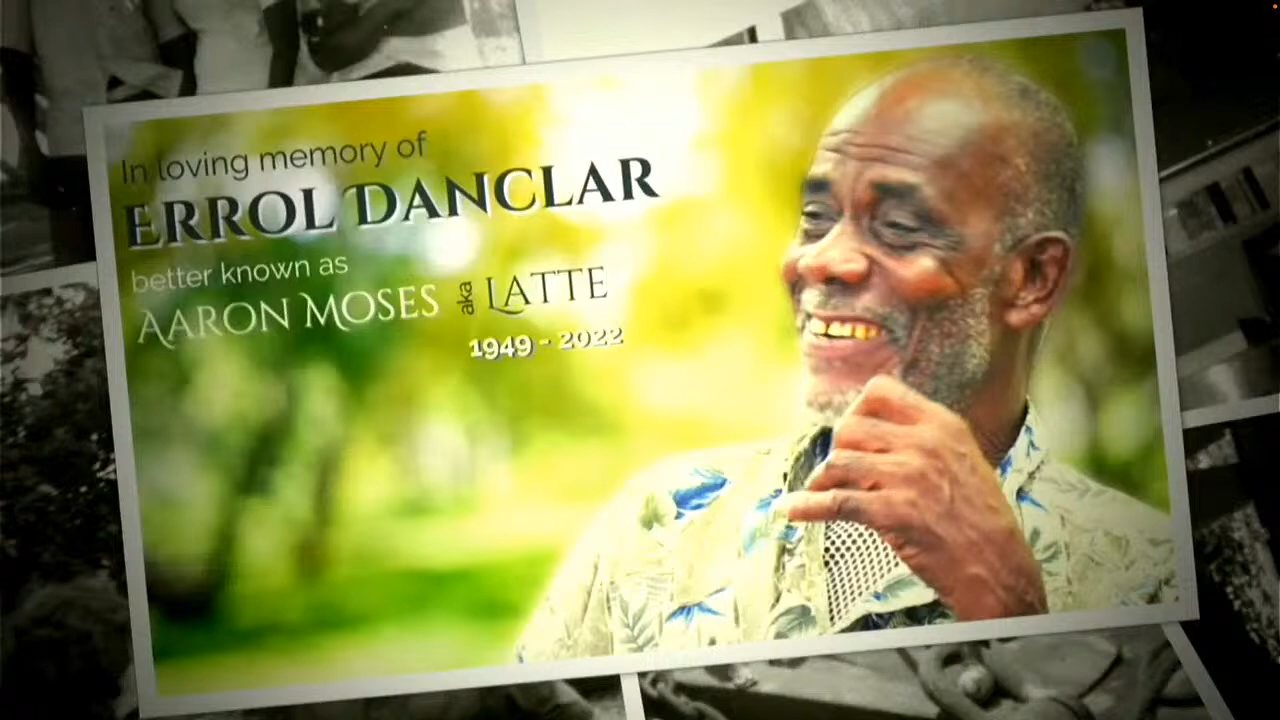 In loving memory of
ERROL DANCLAR
better known as
AARON MOSES aka LATTE
1949 - 2022